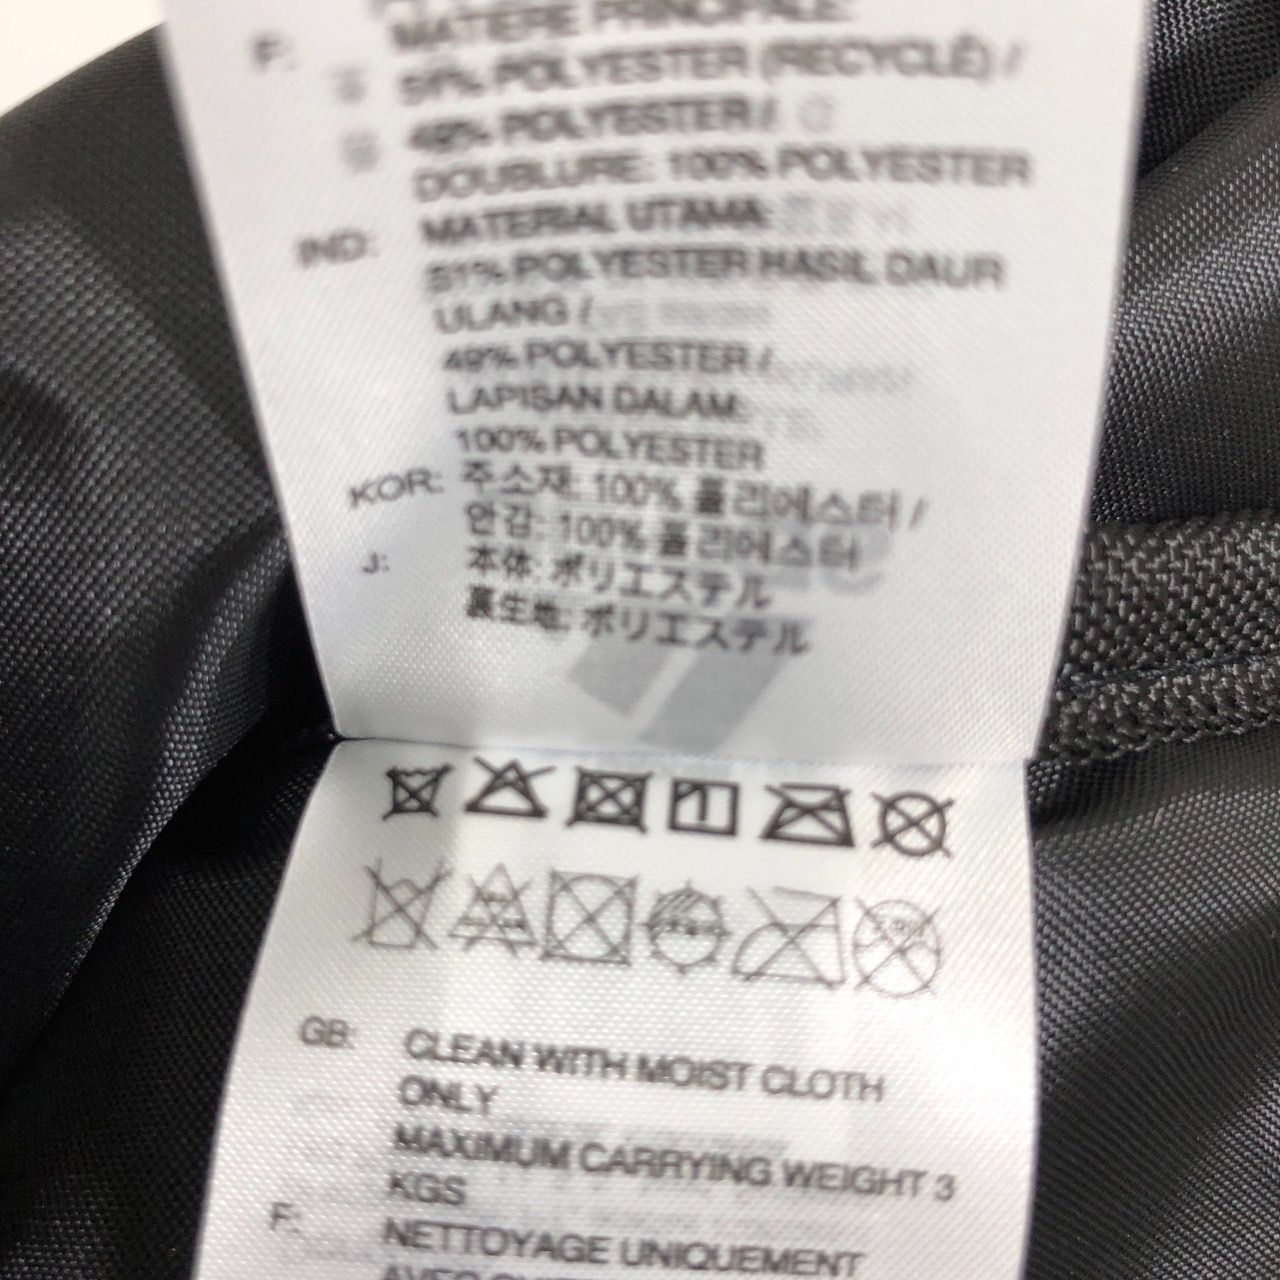 F: MATIÈRE PRINCIPALE:
51% POLYESTER (RECYCLÉ) /
49% POLYESTER /
DOUBLURE: 100% POLYESTER
IND: MATERIAL UTAMA:
51% POLYESTER HASIL DAUR
ULANG /
49% POLYESTER /
LAPISAN DALAM:
100% POLYESTER
KOR: 주소재: 100% 폴리에스터 /
안감: 100% 폴리에스터
J: 本体: ポリエステル
裏生地: ポリエステル
1
GB: CLEAN WITH MOIST CLOTH
ONLY
MAXIMUM CARRYING WEIGHT 3
KGS
F: NETTOYAGE UNIQUEMENT
AVEC